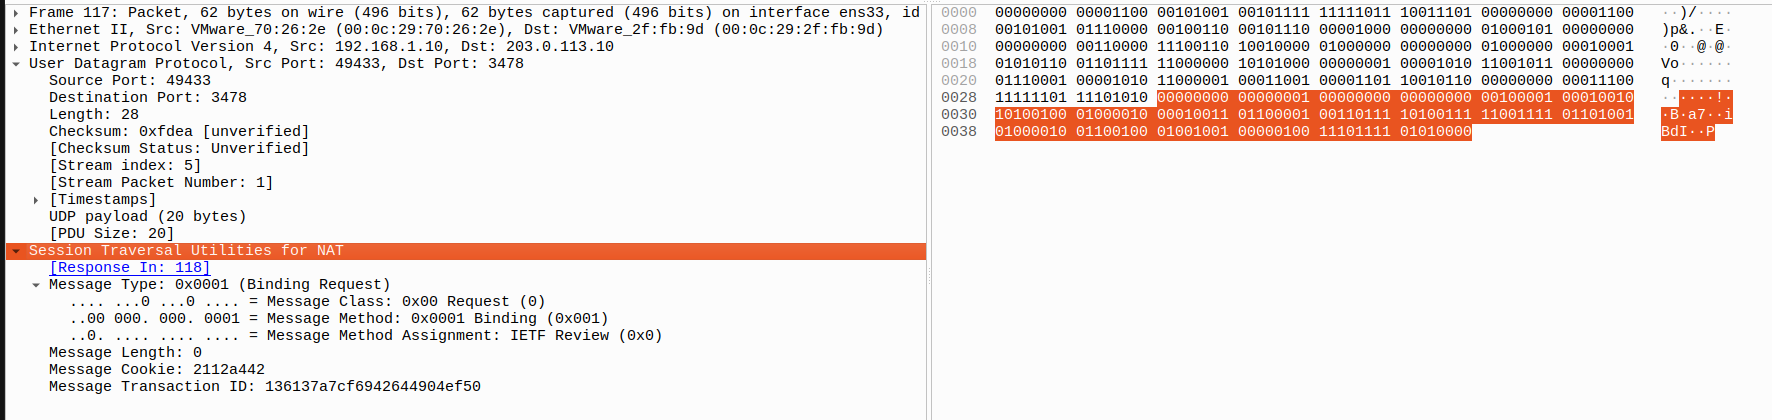 Frame 117: Packet, 62 bytes on wire (496 bits), 62 bytes captured (496 bits) on interface ens33, id
Ethernet II, Src: VMware_70:26:2e (00:0c:29:70:26:2e), Dst: VMware_2f:fb:9d (00:0c:29:2f:fb:9d)
Internet Protocol Version 4, Src: 192.168.1.10, Dst: 203.0.113.10
User Datagram Protocol, Src Port: 49433, Dst Port: 3478
Source Port: 49433
Destination Port: 3478
Length: 28
Checksum: 0xfdea [unverified]
[Checksum Status: Unverified]
[Stream index: 5]
[Stream Packet Number: 1]
[Timestamps]
UDP payload (20 bytes)
[PDU Size: 20]
Session Traversal Utilities for NAT
[Response In: 118]
Message Type: 0x0001 (Binding Request)
.... ...0 ...0 .... = Message Class: 0x00 Request (0)
..00 000. 000. 0001 = Message Method: 0x0001 Binding (0x001)
..0. .... .... .... = Message Method Assignment: IETF Review (0x0)
Message Length: 0
Message Cookie: 2112a442
Message Transaction ID: 136137a7cf6942644904ef50
0000 00000000 00001100 00101001 00101111 11111011 10011101 00000000 00001100 ··)/····
0008 00101001 01110000 00100110 00101110 00001000 00000000 01000101 00000000 )p&.··E·
0010 00000000 00110000 11100110 10010000 01000000 00000000 01000000 00010001 ·0··@·@·
0018 01010110 01101111 11000000 10101000 00000001 00001010 11001011 00000000 Vo······
0020 01110001 00001010 11000001 00011001 00001101 10010110 00000000 00011100 q·······
0028 11111101 11101010 00000000 00000001 00000000 00000000 00100001 00010010 ······!·
0030 10100100 01000010 00010011 01100001 00110111 10100111 11001111 01101001 ·B·a7··i
0038 01000010 01100100 01001001 00000100 11101111 01010000 BdI··P